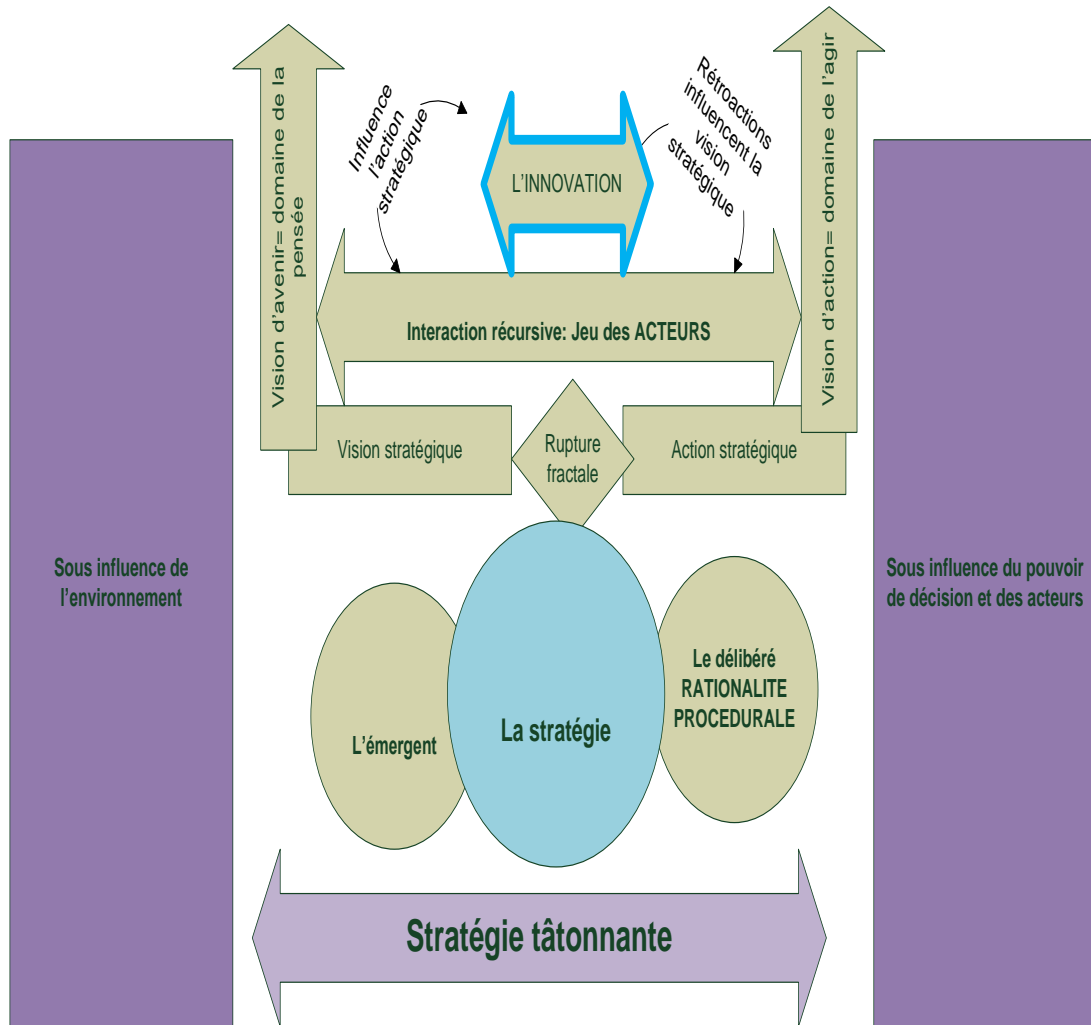 Vision d'avenir= domaine de la
pensée
Influence
l'action
stratégique
L'INNOVATION
Rétroactions
influencent la
vision
stratégique
Vision d'action= domaine de l'agir
Interaction récursive: Jeu des ACTEURS
Vision stratégique
Rupture
fractale
Action stratégique
Sous influence de
l'environnement
Sous influence du pouvoir
de décision et des acteurs
L'émergent
La stratégie
Le délibéré
RATIONALITE
PROCEDURALE
Stratégie tâtonnante